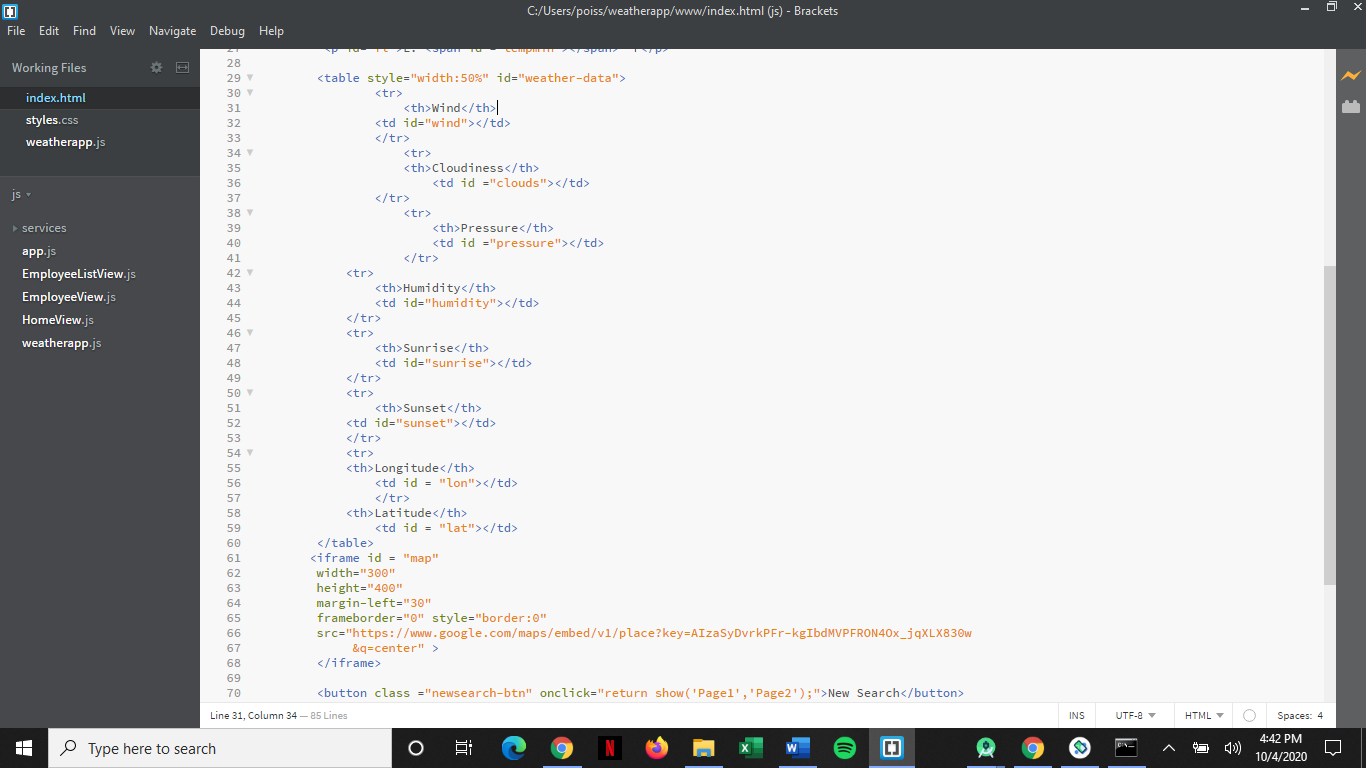 C:/Users/poiss/weatherapp/www/index.html (js) - Brackets
File Edit Find View Navigate Debug Help
Working Files
index.html
styles.css
weatherapp.js
js
services
app.js
EmployeeListView.js
EmployeeView.js
HomeView.js
weatherapp.js
28
29 <table style="width:50%" id="weather-data">
30 <tr>
31 <th>Wind</th>
32 <td id="wind"></td>
33 </tr>
34 <tr>
35 <th>Cloudiness</th>
36 <td id ="clouds"></td>
37 </tr>
38 <tr>
39 <th>Pressure</th>
40 <td id ="pressure"></td>
41 </tr>
42 <tr>
43 <th>Humidity</th>
44 <td id="humidity"></td>
45 </tr>
46 <tr>
47 <th>Sunrise</th>
48 <td id="sunrise"></td>
49 </tr>
50 <tr>
51 <th>Sunset</th>
52 <td id="sunset"></td>
53 </tr>
54 <tr>
55 <th>Longitude</th>
56 <td id = "lon"></td>
57 </tr>
58 <th>Latitude</th>
59 <td id = "lat"></td>
60 </table>
61 <iframe id = "map"
62 width="300"
63 height="400"
64 margin-left="30"
65 frameborder="0" style="border:0"
66 src="https://www.google.com/maps/embed/v1/place?key=AIzaSyDvrkPFr-kgIbdMVPFRON4Ox_jqXLX830w
67 &q=center" >
68 </iframe>
69
70 <button class ="newsearch-btn" onclick="return show('Page1','Page2');">New Search</button>
Line 31, Column 34 — 85 Lines
INS UTF-8 HTML Spaces: 4
Type here to search
4:42 PM
10/4/2020